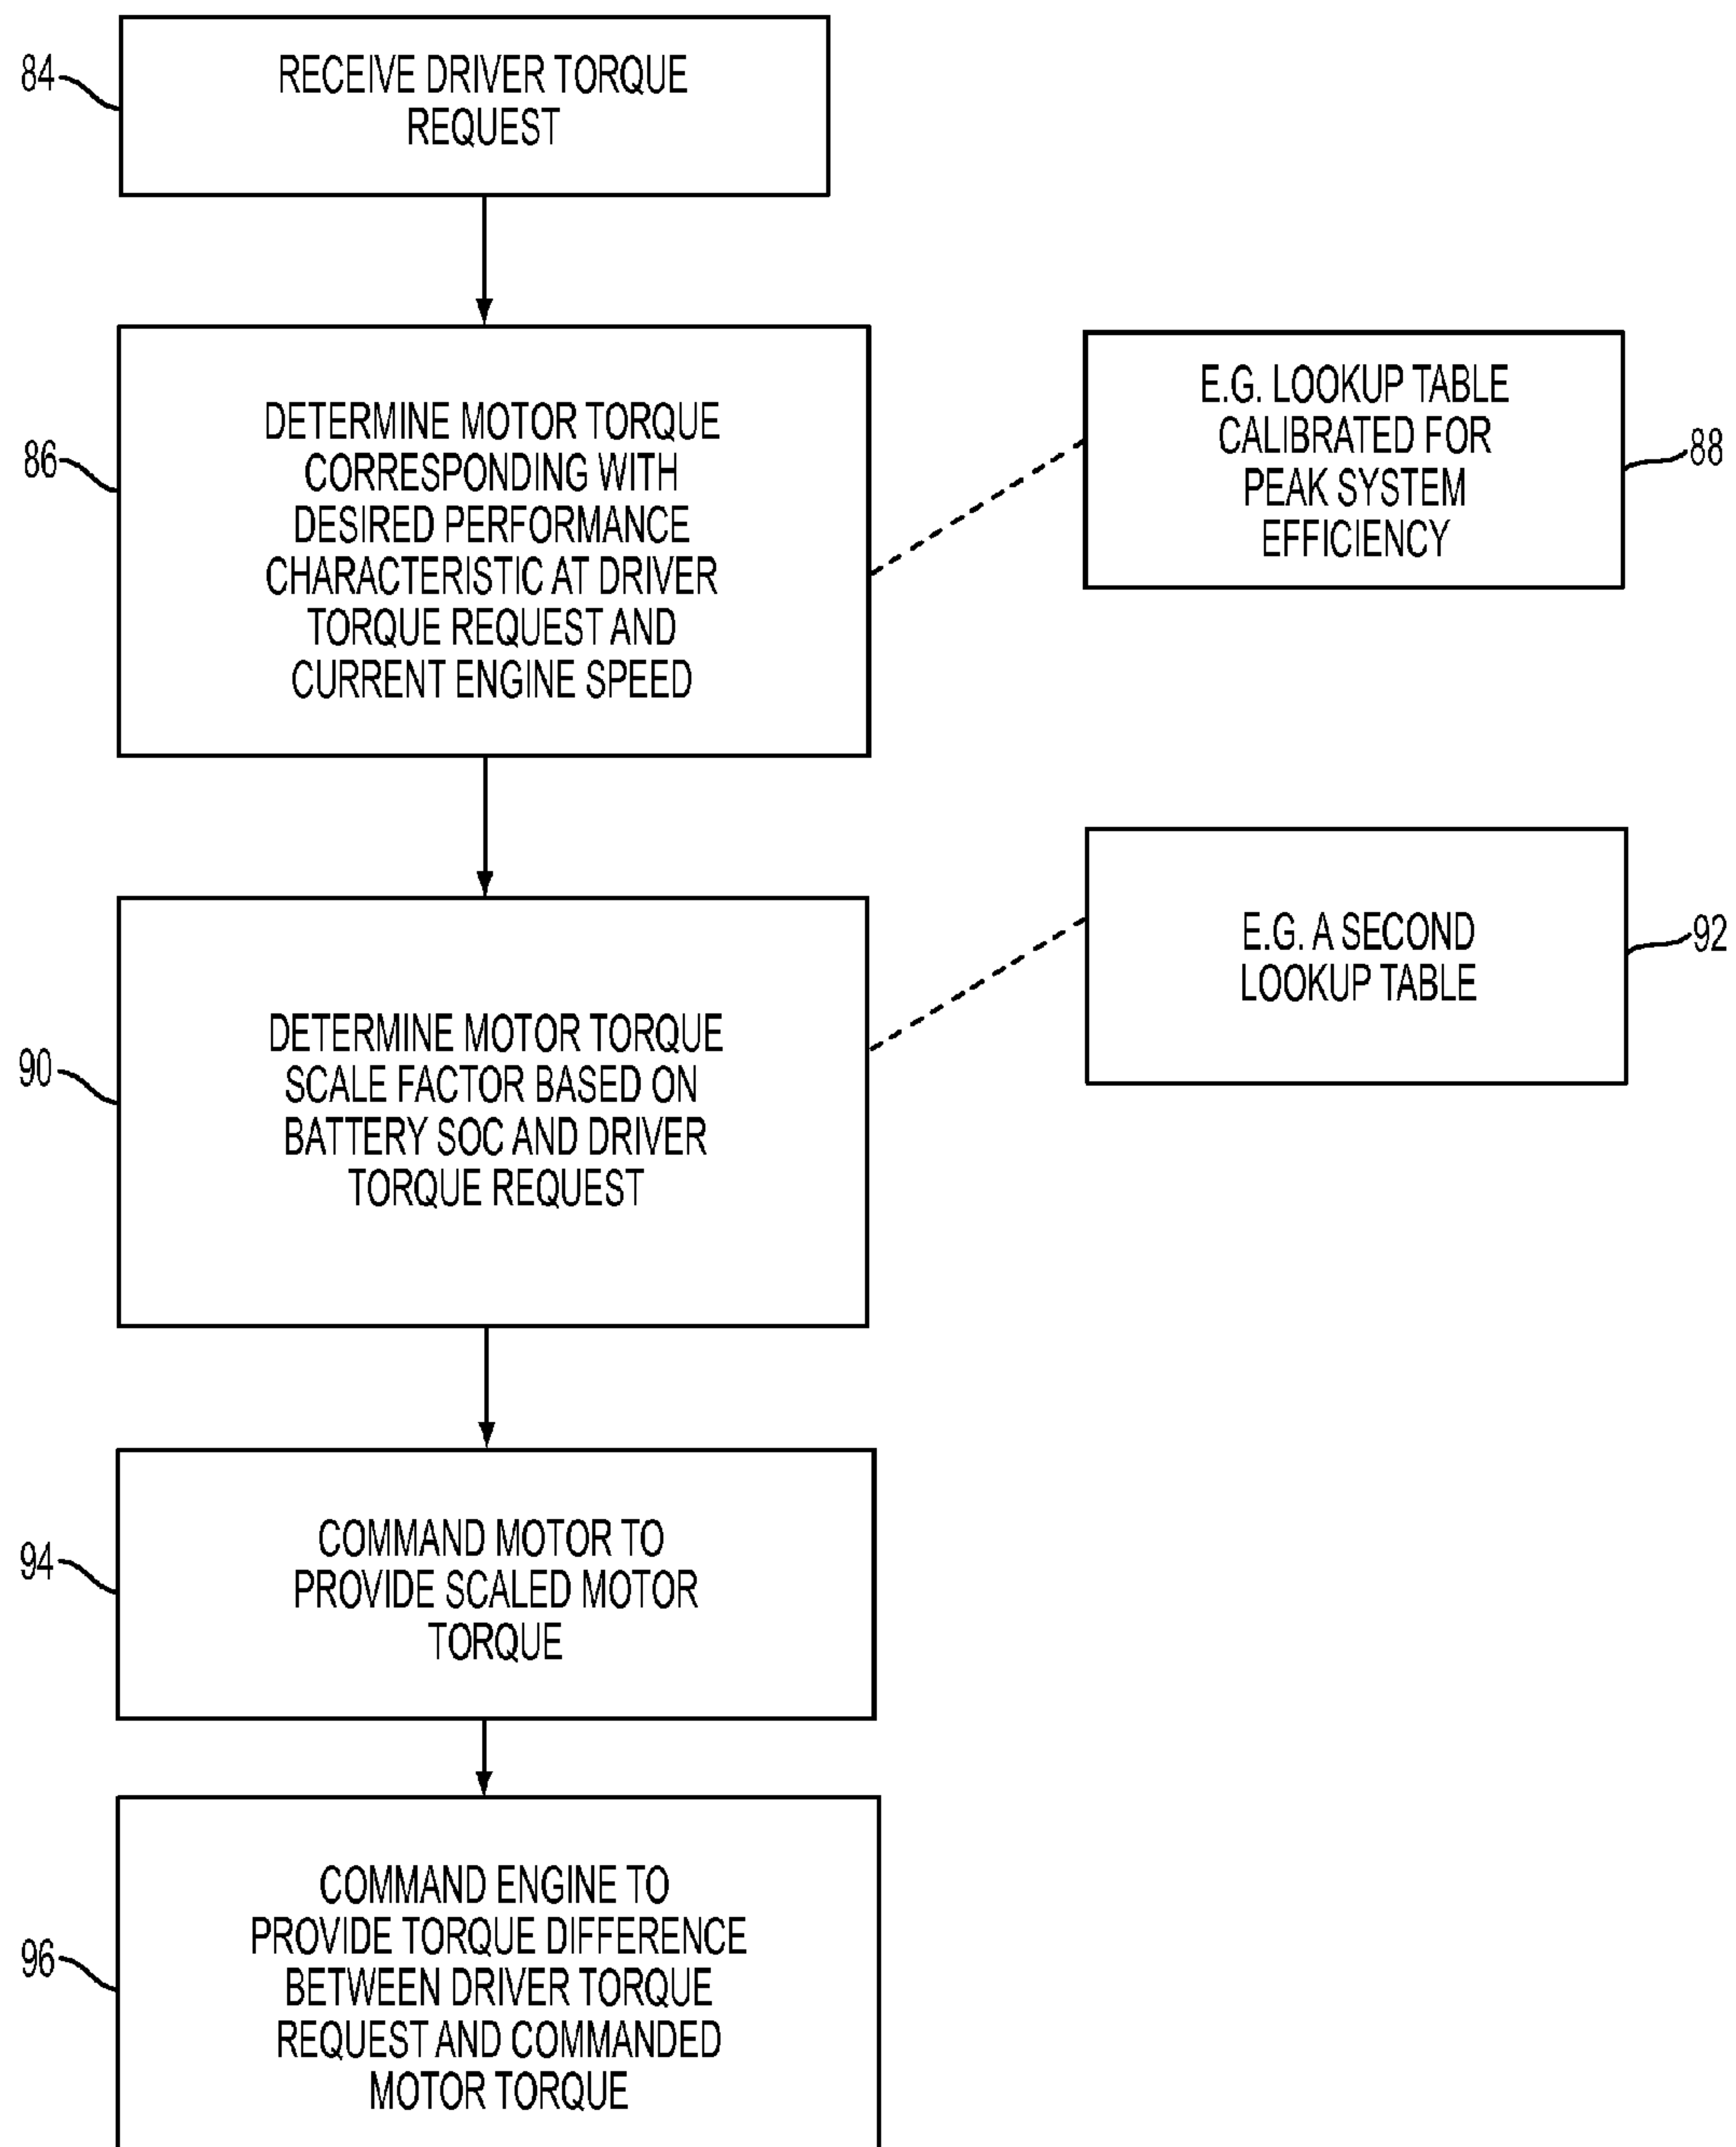 84
RECEIVE DRIVER TORQUE
REQUEST
86
DETERMINE MOTOR TORQUE
CORRESPONDING WITH
DESIRED PERFORMANCE
CHARACTERISTIC AT DRIVER
TORQUE REQUEST AND
CURRENT ENGINE SPEED
E.G. LOOKUP TABLE
CALIBRATED FOR
PEAK SYSTEM
EFFICIENCY
88
90
DETERMINE MOTOR TORQUE
SCALE FACTOR BASED ON
BATTERY SOC AND DRIVER
TORQUE REQUEST
E.G. A SECOND
LOOKUP TABLE
92
94
COMMAND MOTOR TO
PROVIDE SCALED MOTOR
TORQUE
96
COMMAND ENGINE TO
PROVIDE TORQUE DIFFERENCE
BETWEEN DRIVER TORQUE
REQUEST AND COMMANDED
MOTOR TORQUE